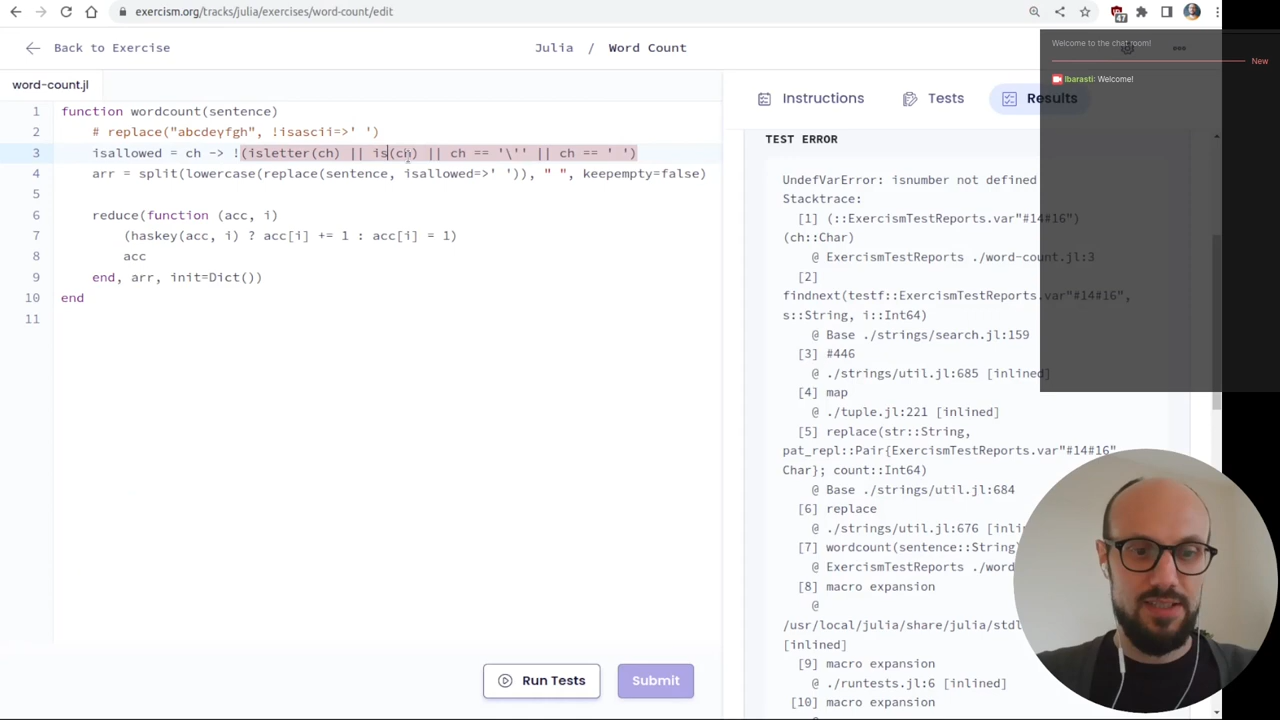 exercism.org/tracks/julia/exercises/word-count/edit
47
Back to Exercise
Julia / Word Count
word-count.jl
Instructions
Tests
Results
Welcome to the chat room!
New
lbarasti: Welcome!
1 function wordcount(sentence)
2 # replace("abcdeyfgh", !isascii=>' ')
3 isallowed = ch -> !(isletter(ch) || is(ch) || ch == '\'' || ch == ' ')
4 arr = split(lowercase(replace(sentence, isallowed=>' ')), " ", keepempty=false)
5
6 reduce(function (acc, i)
7 (haskey(acc, i) ? acc[i] += 1 : acc[i] = 1)
8 acc
9 end, arr, init=Dict())
10 end
11
Run Tests
Submit
TEST ERROR
UndefVarError: isnumber not defined
Stacktrace:
[1] (::ExercismTestReports.var"#14#16")
(ch::Char)
@ ExercismTestReports ./word-count.jl:3
[2]
findnext(testf::ExercismTestReports.var"#14#16",
s::String, i::Int64)
@ Base ./strings/search.jl:159
[3] #446
@ ./strings/util.jl:685 [inlined]
[4] map
@ ./tuple.jl:221 [inlined]
[5] replace(str::String,
pat_repl::Pair{ExercismTestReports.var"#14#16",
Char}; count::Int64)
@ Base ./strings/util.jl:684
[6] replace
@ ./strings/util.jl:676
[7] wordcount(sentence::String)
@ ExercismTestReports ./word
[8] macro expansion
@
/usr/local/julia/share/julia/stdl
[inlined]
[9] macro expansion
@ ./runtests.jl:6 [inlined]
[10] macro expansion